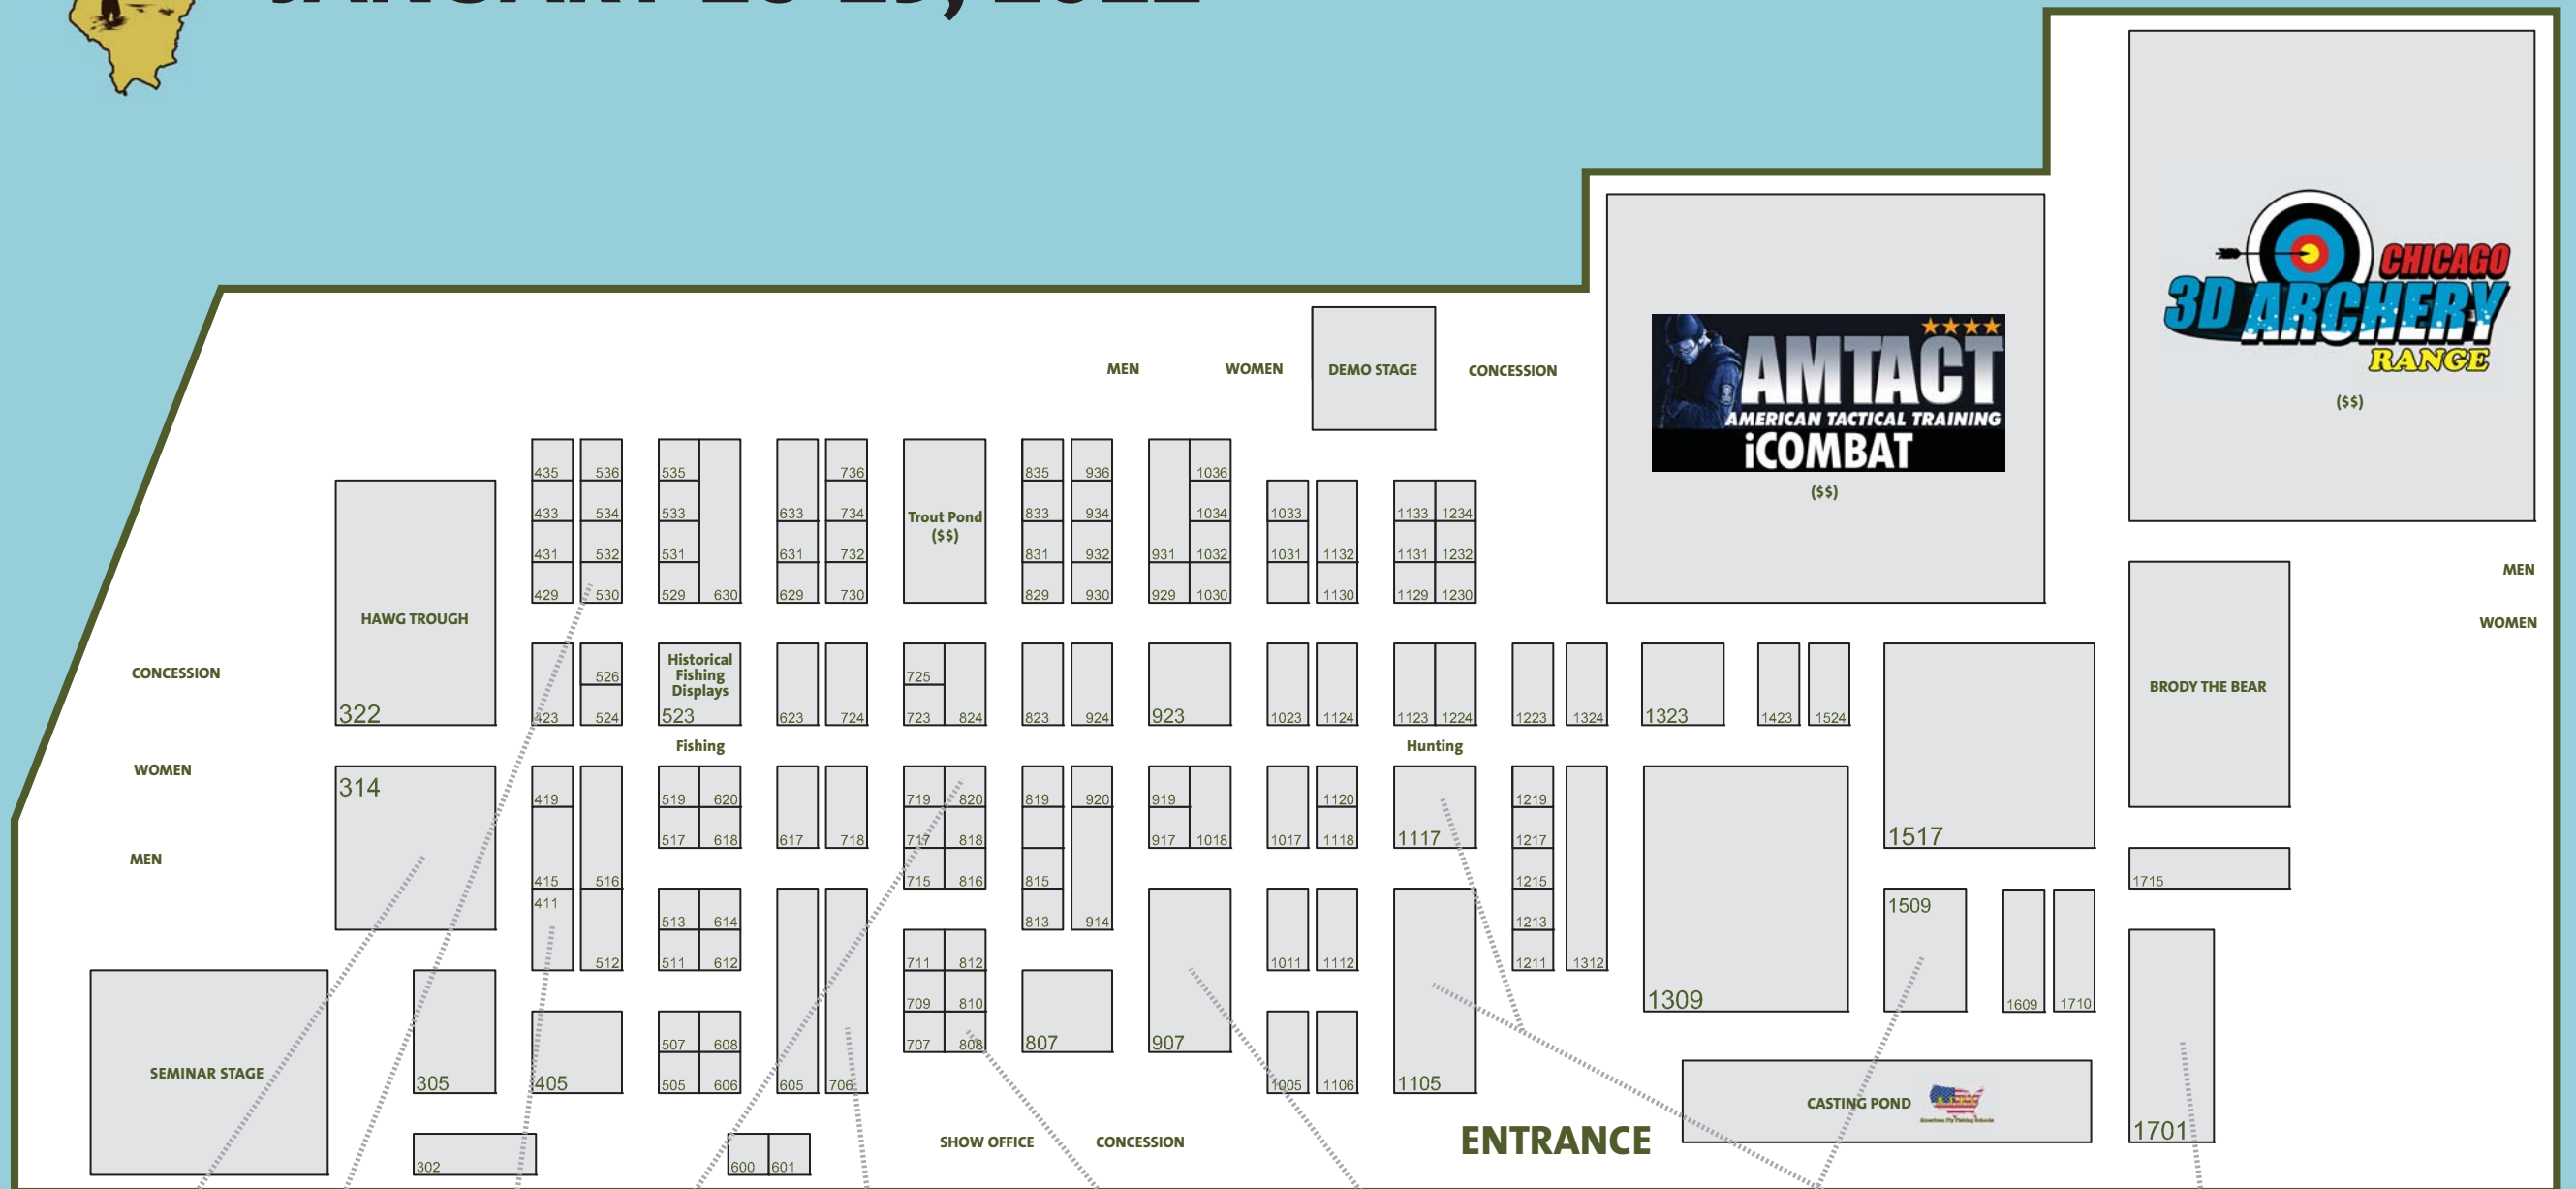 CHICAGO
3D ARCHERY
RANGE
($$)
AMTACT
AMERICAN TACTICAL TRAINING
iCOMBAT
($$)
MEN
WOMEN
DEMO STAGE
CONCESSION
435 536 535 736 835 936 1036
433 534 533 633 734 Trout Pond 833 934 1034 1033 1133 1234
($$)
431 532 531 631 732 831 932 931 1032 1031 1132 1131 1232
429 530 529 630 629 730 829 930 929 1030 1130 1129 1230
MEN
WOMEN
HAWG TROUGH
322
CONCESSION
Historical
Fishing
Displays
526 725
423 524 523 623 724 723 824 823 924 923 1023 1124 1123 1224 1223 1324 1323 1423 1524
BRODY THE BEAR
Fishing
Hunting
WOMEN
314
419 519 620 719 820 819 920 919 1120 1219
517 618 617 718 717 818 917 1018 1017 1118 1117 1217 1517
MEN
415 516 715 816 815 1215 1715
411 1509
513 614 813 914 1213
512 511 612 711 812 1011 1112 1211 1312
709 810 1309 1609 1710
507 608 707 808 807 907
SEMINAR STAGE
305 405 505 606 605 706 1005 1106 1105
CASTING POND
302 600 601
SHOW OFFICE
CONCESSION
ENTRANCE
1701